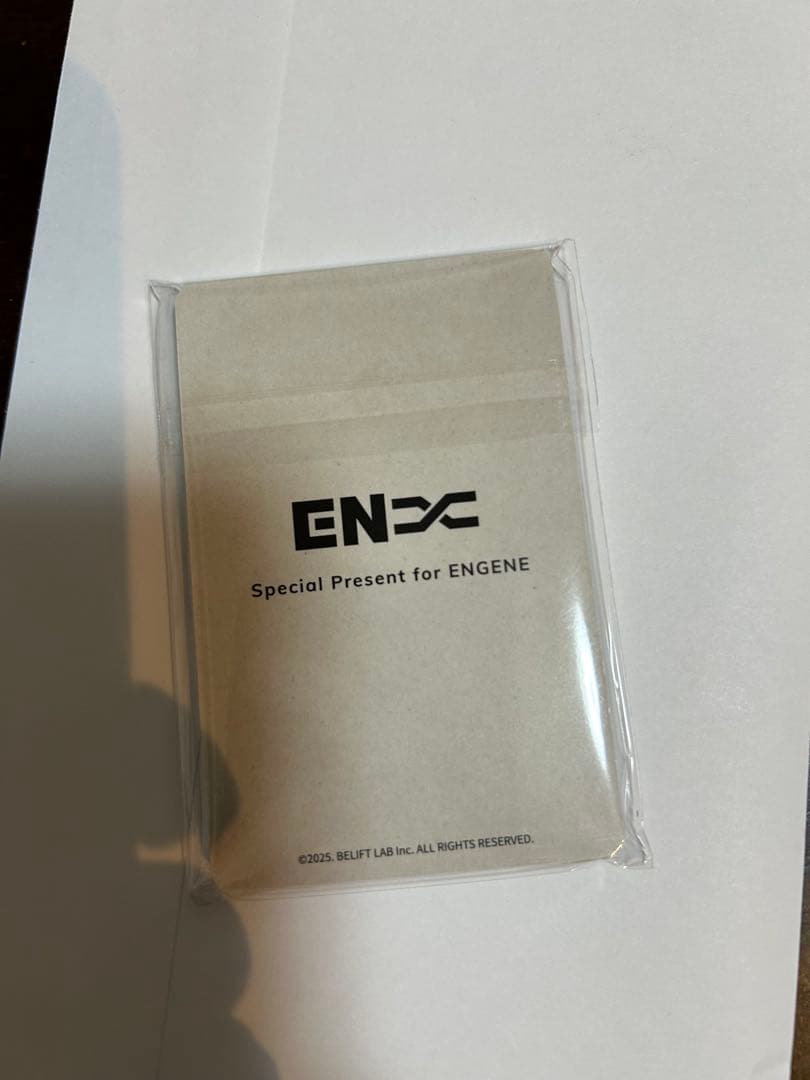 EN-
Special Present for ENGENE
©2025. BELIFT LAB Inc. ALL RIGHTS RESERVED.